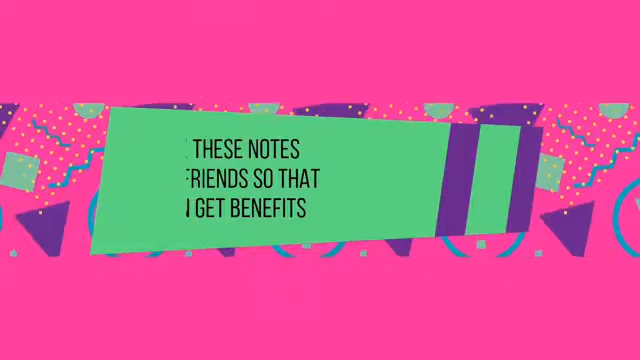 THESE NOTES
FRIENDS SO THAT
GET BENEFITS